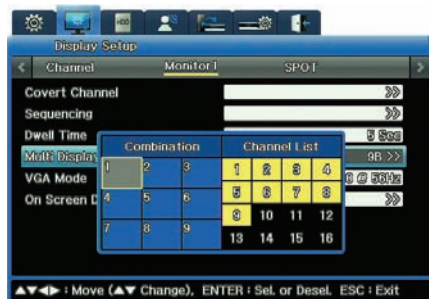 HDD
Display Setup
Channel Monitor1 SPOT
Covert Channel
Sequencing
Dwell Time 5 Sec
Multi Display 9B >>
VGA Mode @ 56Hz
On Screen D
Combination Channel List
1 2 3 1 2 3 4
4 5 6 5 6 7 8
9 10 11 12
7 8 9 13 14 15 16
▲▼◀▶ : Move (▲▼ Change), ENTER : Sel. or Desel. ESC : Exit